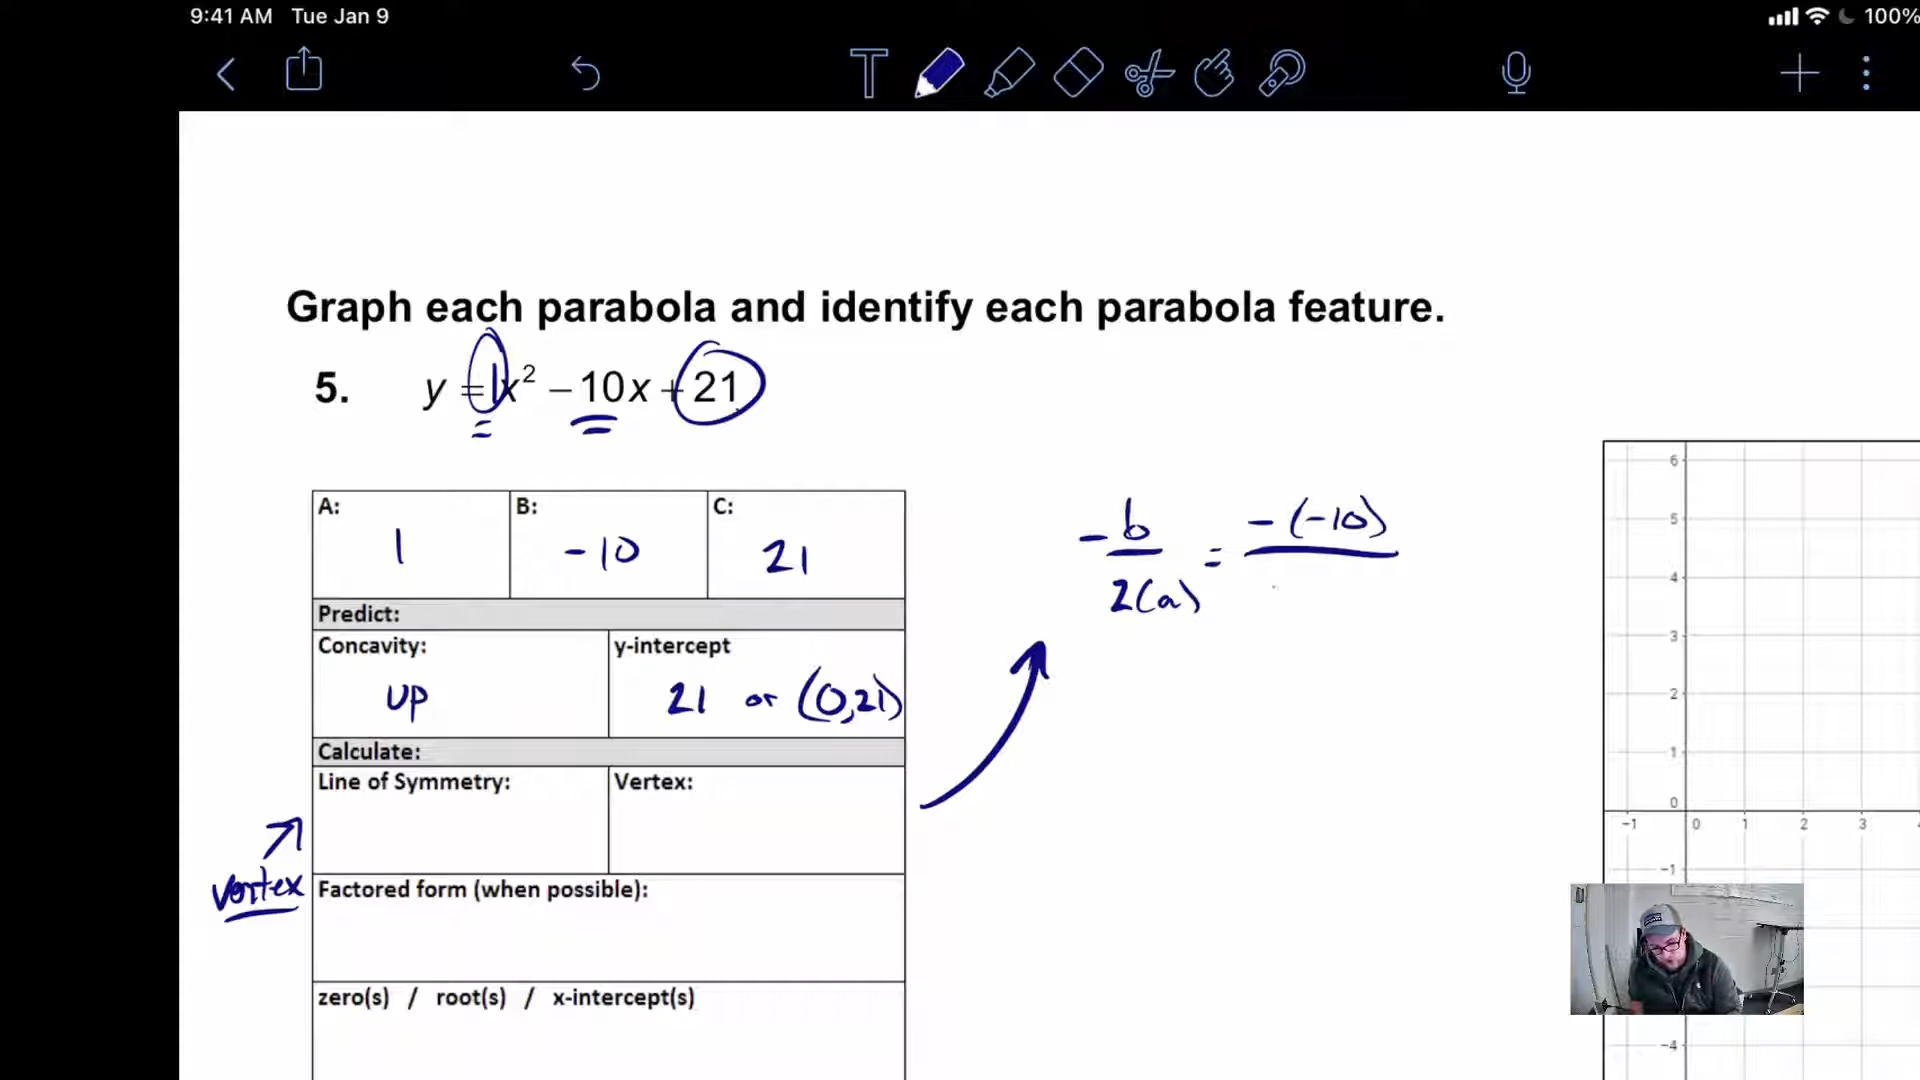 9:41 AM Tue Jan 9
100%
T
Graph each parabola and identify each parabola feature.
5. y = 1x² − 10x + 21
A: B: C:
1 -10 21
Predict:
Concavity: y-intercept
UP 21 or (0,21)
Calculate:
Line of Symmetry: Vertex:
vertex
Factored form (when possible):
zero(s) / root(s) / x-intercept(s)
-b/2(a) = -(-10)
6
5
4
3
2
1
0
-1 0 1 2 3
-1
-4